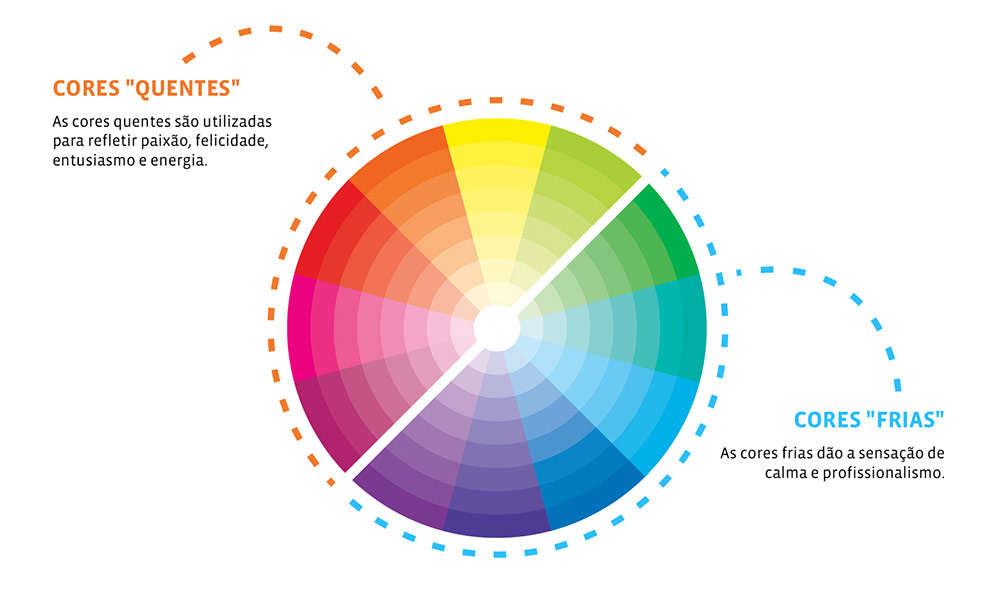 CORES "QUENTES"
As cores quentes são utilizadas
para refletir paixão, felicidade,
entusiasmo e energia.
CORES "FRIAS"
As cores frias dão a sensação de
calma e profissionalismo.